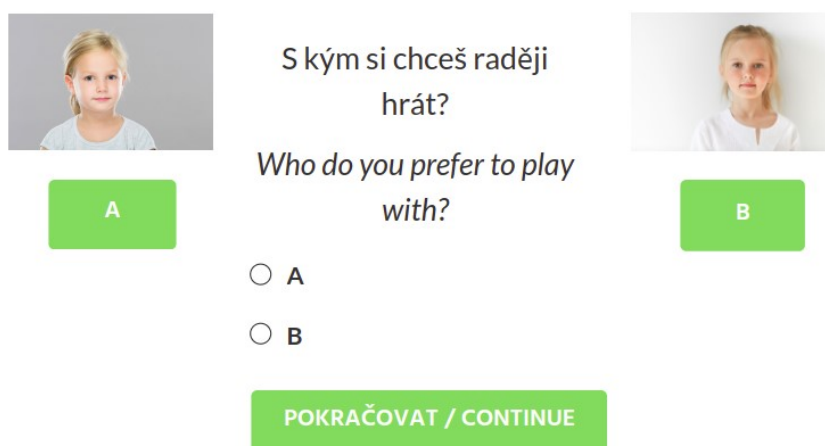 S kým si chceš raději
hrát?
Who do you prefer to play
with?
A
B
A
B
POKRAČOVAT / CONTINUE